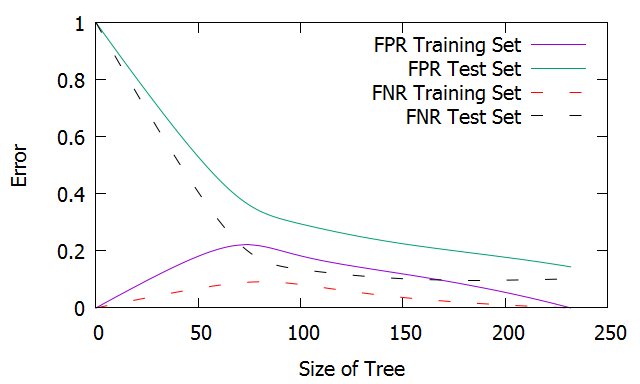 1
0.8
0.6
0.4
0.2
0
Error
FPR Training Set
FPR Test Set
FNR Training Set
FNR Test Set
0 50 100 150 200 250
Size of Tree